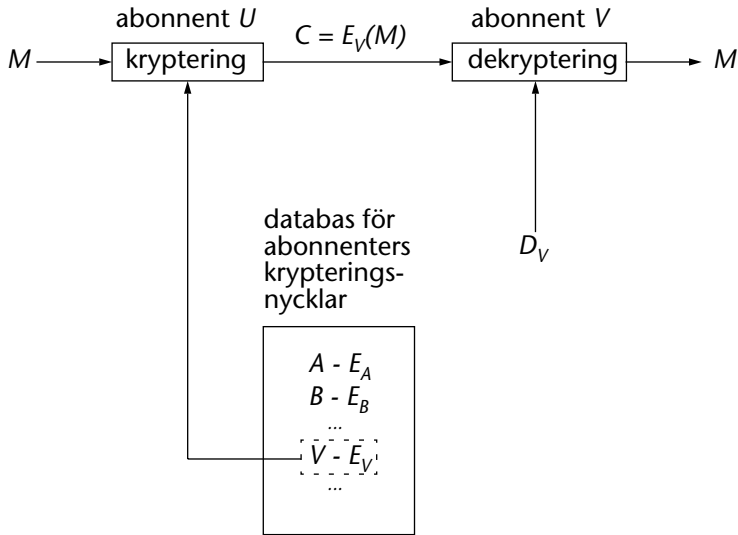 abonnent U
abonnent V
C = E_V(M)
M
kryptering
dekryptering
M
databas för
abonnenters
krypterings-
nycklar
D_V
A - E_A
B - E_B
...
V - E_V
...